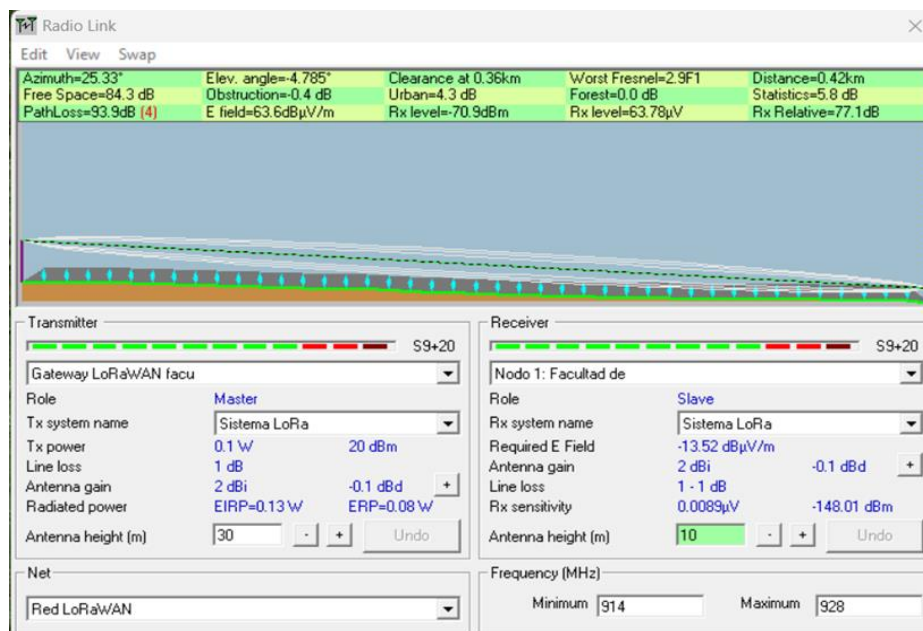 Radio Link
Edit View Swap
Azimuth=25.33° Elev. angle=-4.785° Clearance at 0.36km Worst Fresnel=2.9F1 Distance=0.42km
Free Space=84.3 dB Obstruction=-0.4 dB Urban=4.3 dB Forest=0.0 dB Statistics=5.8 dB
PathLoss=93.9dB (4) E field=63.6dBµV/m Rx level=-70.9dBm Rx level=63.78µV Rx Relative=77.1dB
Transmitter
S9+20
Gateway LoRaWAN facu
Role Master
Tx system name Sistema LoRa
Tx power 0.1 W 20 dBm
Line loss 1 dB
Antenna gain 2 dBi -0.1 dBd +
Radiated power EIRP=0.13 W ERP=0.08 W
Antenna height (m) 30 - + Undo
Net
Red LoRaWAN
Receiver
S9+20
Nodo 1: Facultad de
Role Slave
Rx system name Sistema LoRa
Required E Field -13.52 dBµV/m
Antenna gain 2 dBi -0.1 dBd +
Line loss 1 - 1 dB
Rx sensitivity 0.0089µV -148.01 dBm
Antenna height (m) 10 - + Undo
Frequency (MHz)
Minimum 914 Maximum 928